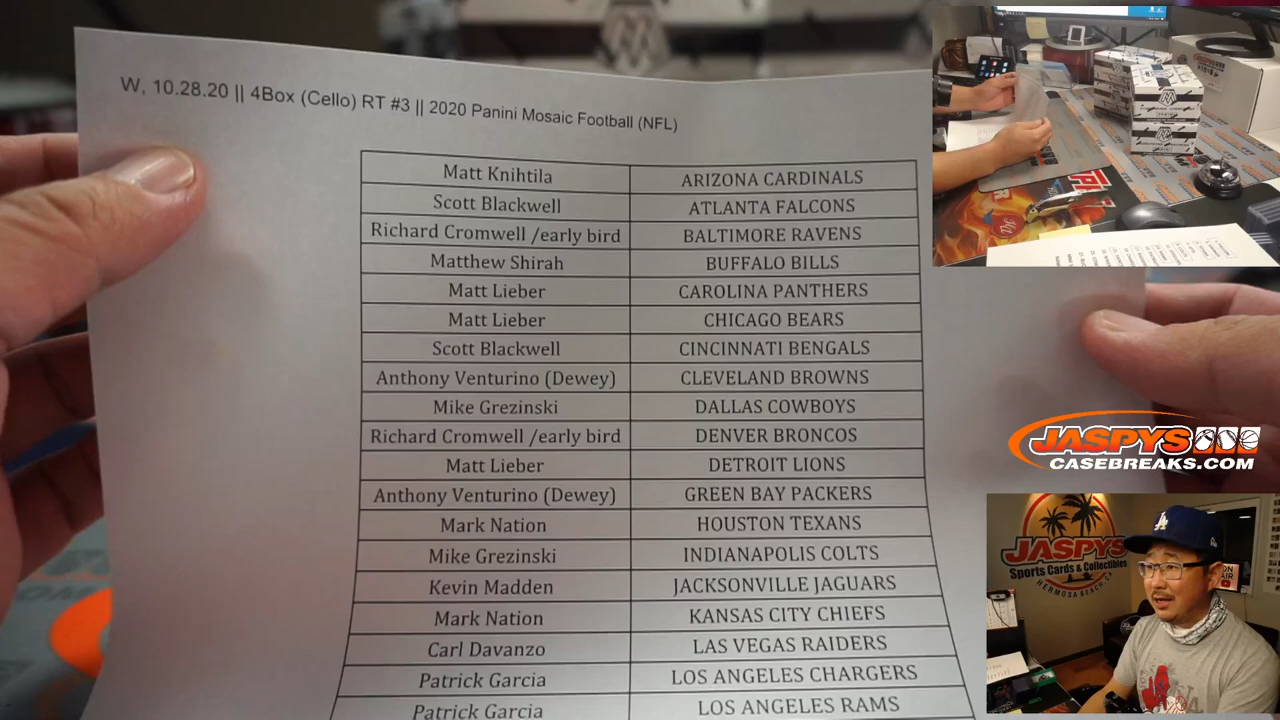 W, 10.28.20 || 4Box (Cello) RT #3 || 2020 Panini Mosaic Football (NFL)
Matt Knihtila ARIZONA CARDINALS
Scott Blackwell ATLANTA FALCONS
Richard Cromwell /early bird BALTIMORE RAVENS
Matthew Shirah BUFFALO BILLS
Matt Lieber CAROLINA PANTHERS
Matt Lieber CHICAGO BEARS
Scott Blackwell CINCINNATI BENGALS
Anthony Venturino (Dewey) CLEVELAND BROWNS
Mike Grezinski DALLAS COWBOYS
Richard Cromwell /early bird DENVER BRONCOS
Matt Lieber DETROIT LIONS
Anthony Venturino (Dewey) GREEN BAY PACKERS
Mark Nation HOUSTON TEXANS
Mike Grezinski INDIANAPOLIS COLTS
Kevin Madden JACKSONVILLE JAGUARS
Mark Nation KANSAS CITY CHIEFS
Carl Davanzo LAS VEGAS RAIDERS
Patrick Garcia LOS ANGELES CHARGERS
Patrick Garcia LOS ANGELES RAMS
JASPYS
CASEBREAKS.COM
JASPYS
Sports Cards & Collectibles
HERMOSA BEACH, CA
ON
AIR
LA